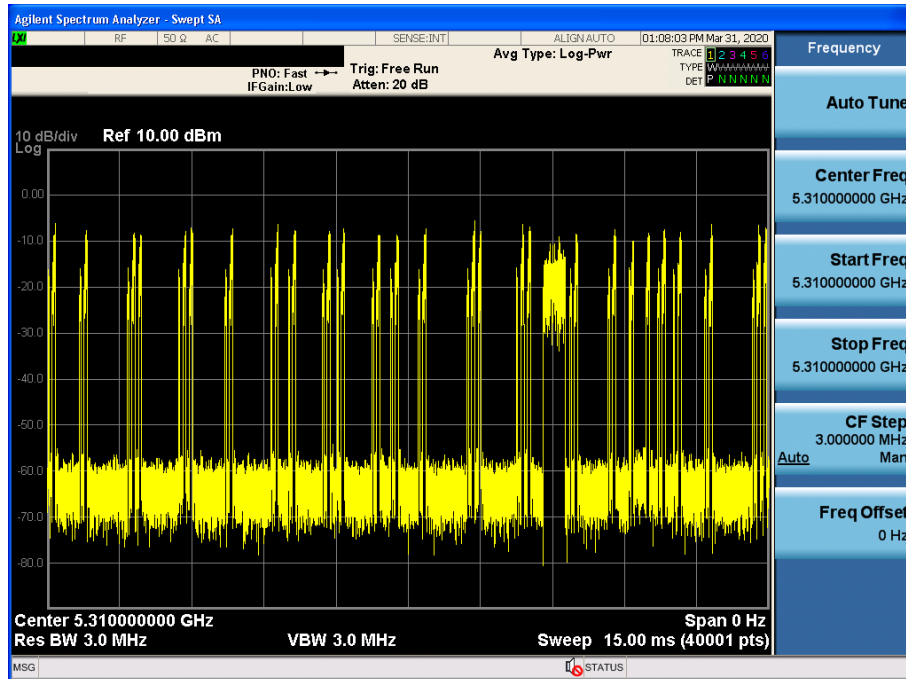 Agilent Spectrum Analyzer - Swept SA
LXI RF 50 Ω AC SENSE:INT ALIGN AUTO 01:08:03 PM Mar 31, 2020
Frequency
Avg Type: Log-Pwr
TRACE 1 2 3 4 5 6
PNO: Fast Trig: Free Run
TYPE WWWWWW
IFGain:Low Atten: 20 dB
DET P N N N N N
Auto Tune
10 dB/div Ref 10.00 dBm
Log
Center Freq
5.310000000 GHz
0.00
-10.0
Start Freq
5.310000000 GHz
-20.0
-30.0
Stop Freq
5.310000000 GHz
-40.0
-50.0
CF Step
3.000000 MHz
Auto Man
-60.0
-70.0
Freq Offset
0 Hz
-80.0
Center 5.310000000 GHz Span 0 Hz
Res BW 3.0 MHz VBW 3.0 MHz Sweep 15.00 ms (40001 pts)
MSG STATUS